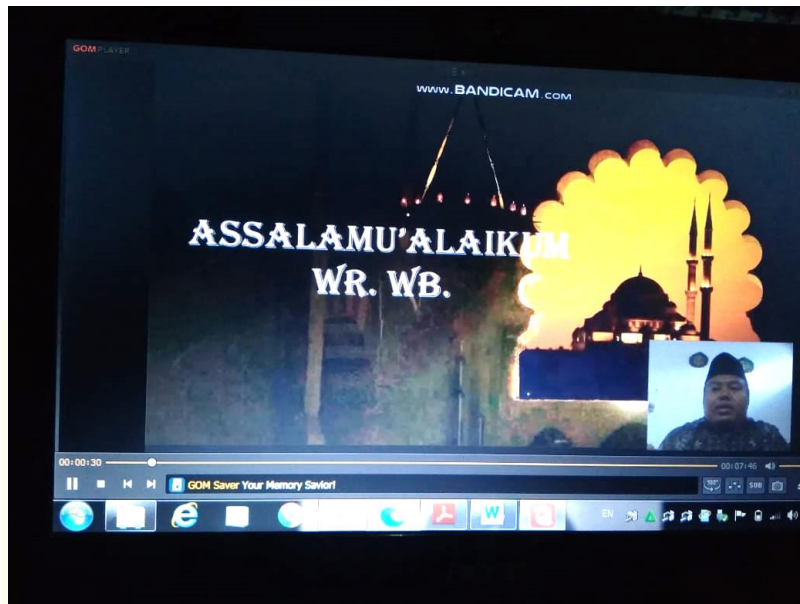 GOM PLAYER
www.BANDICAM.COM
ASSALAMU'ALAIKUM
WR. WB.
00:00:30
00:07:46
GOM Saver Your Memory Savior!
360°
SUB
W
EN